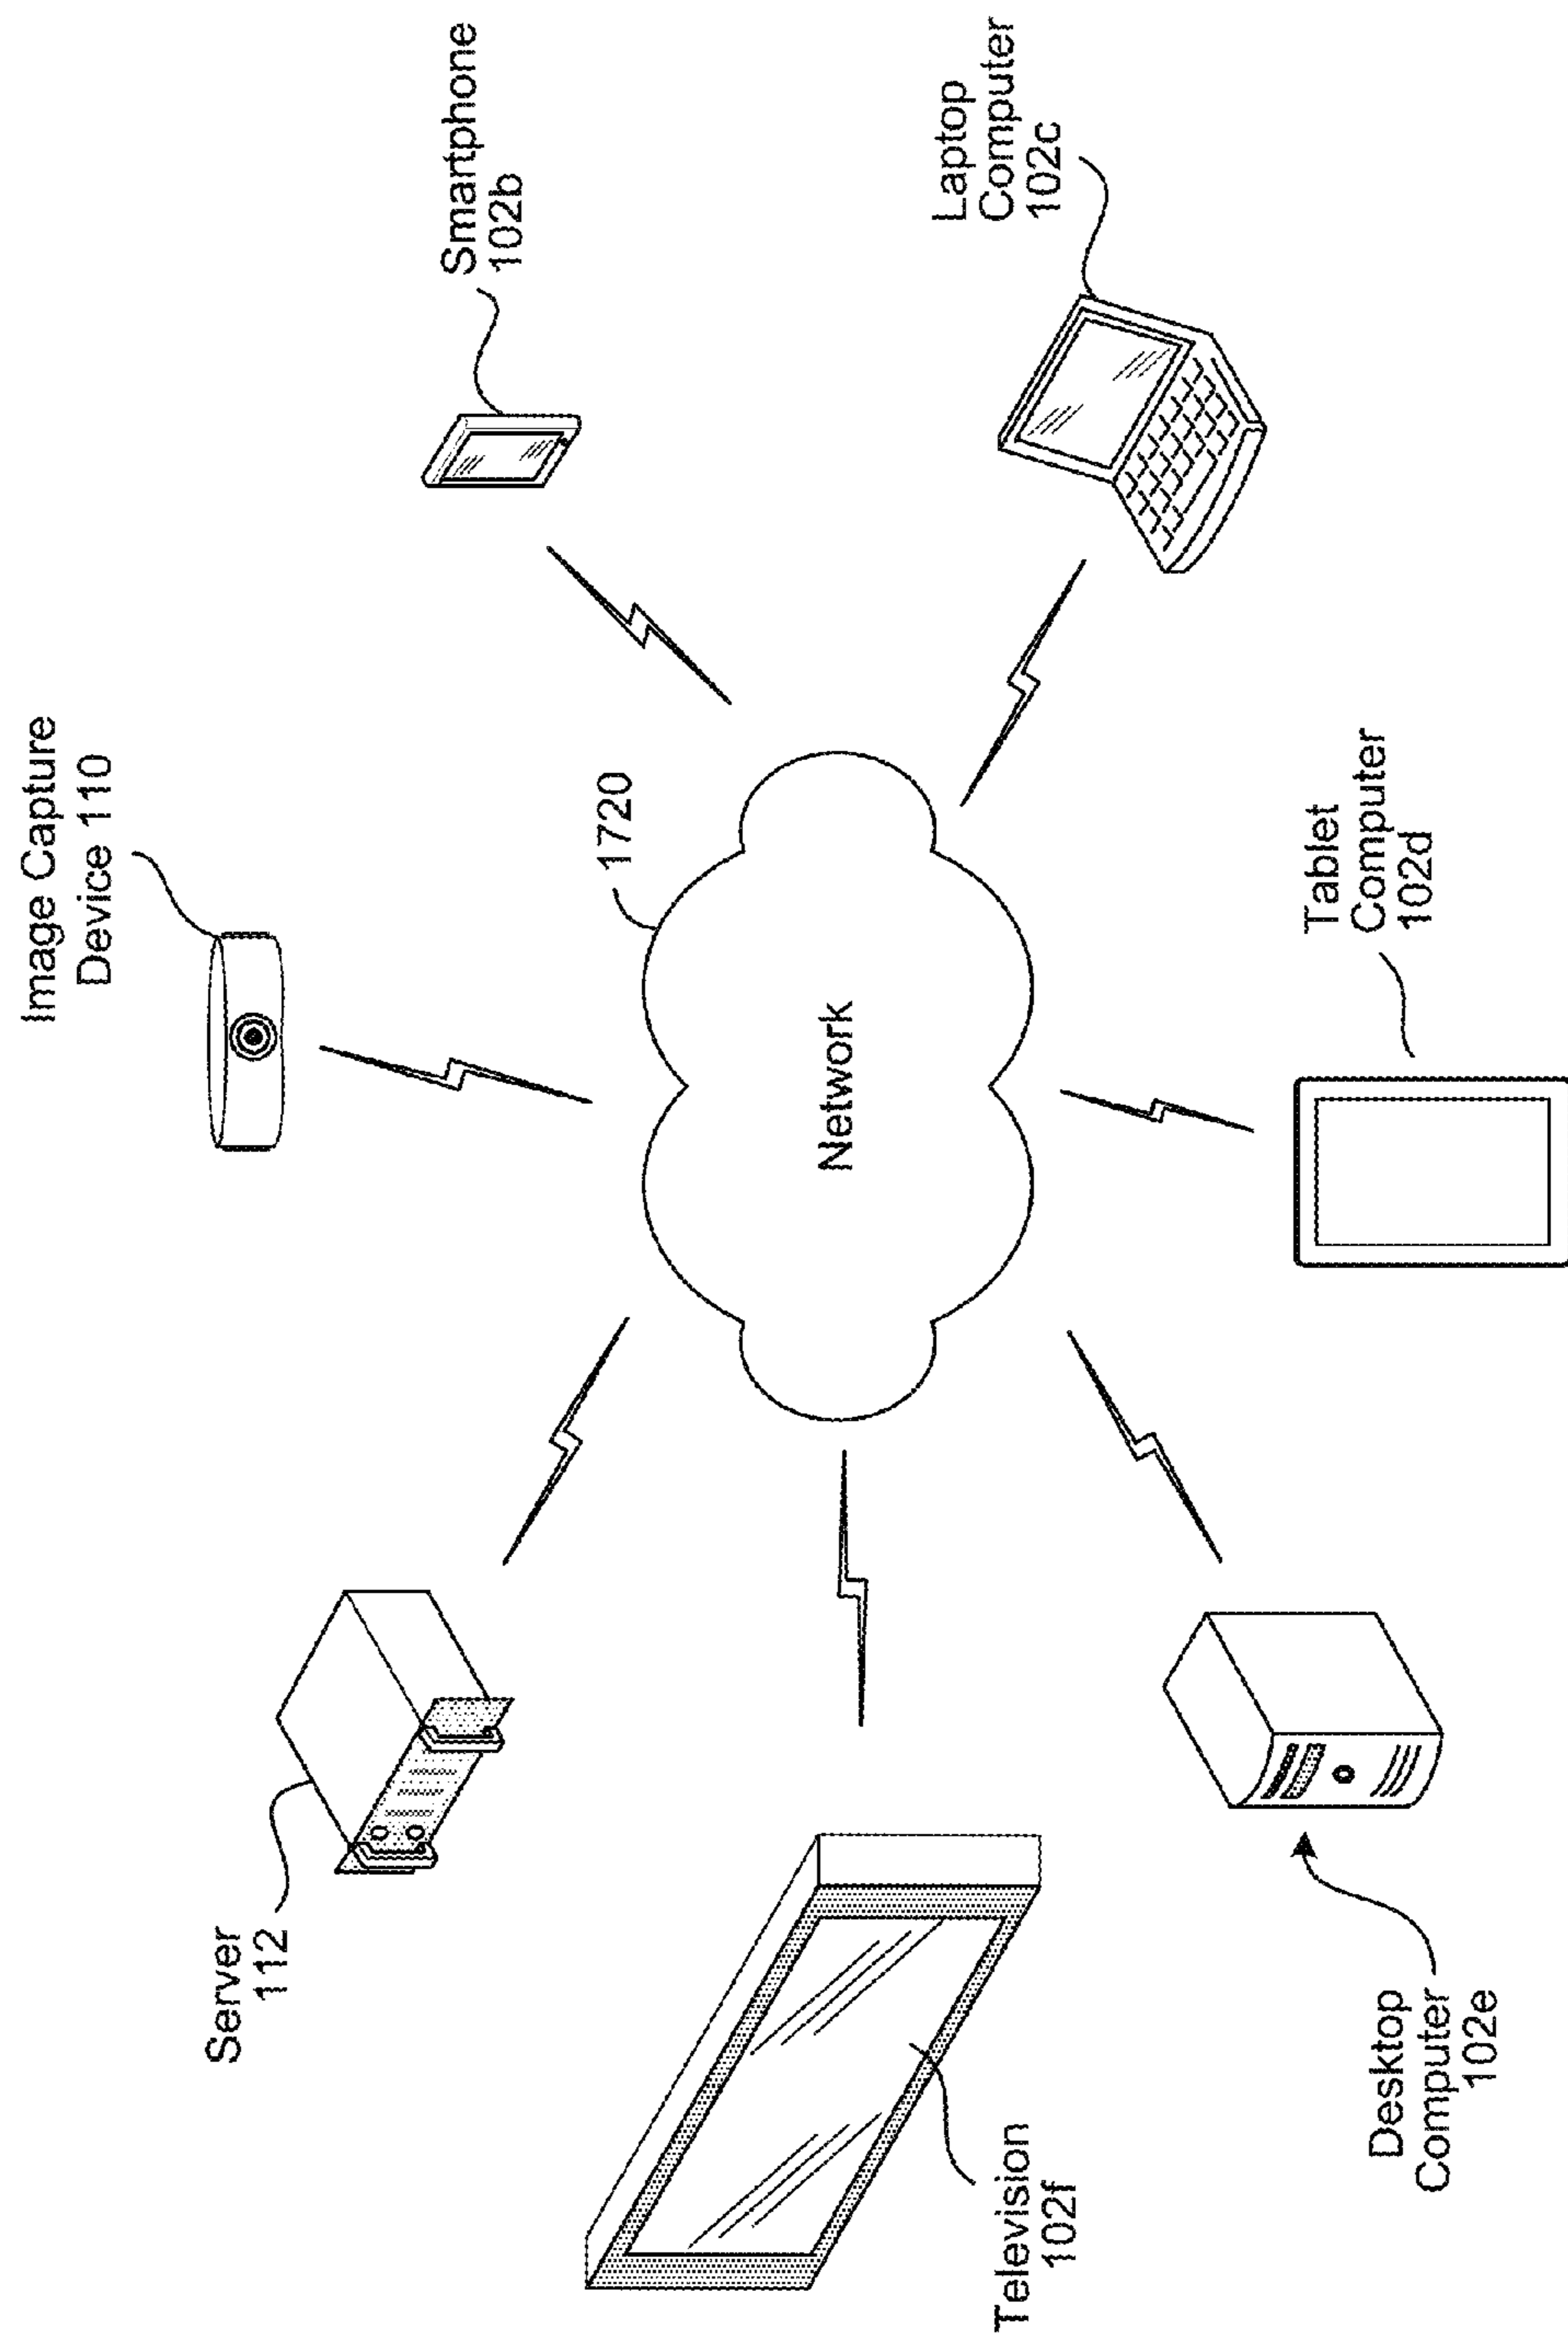 Image Capture
Device 110
Server
112
Smartphone
102b
1720
Network
Television
102f
Laptop
Computer
102c
Desktop
Computer
102e
Tablet
Computer
102d